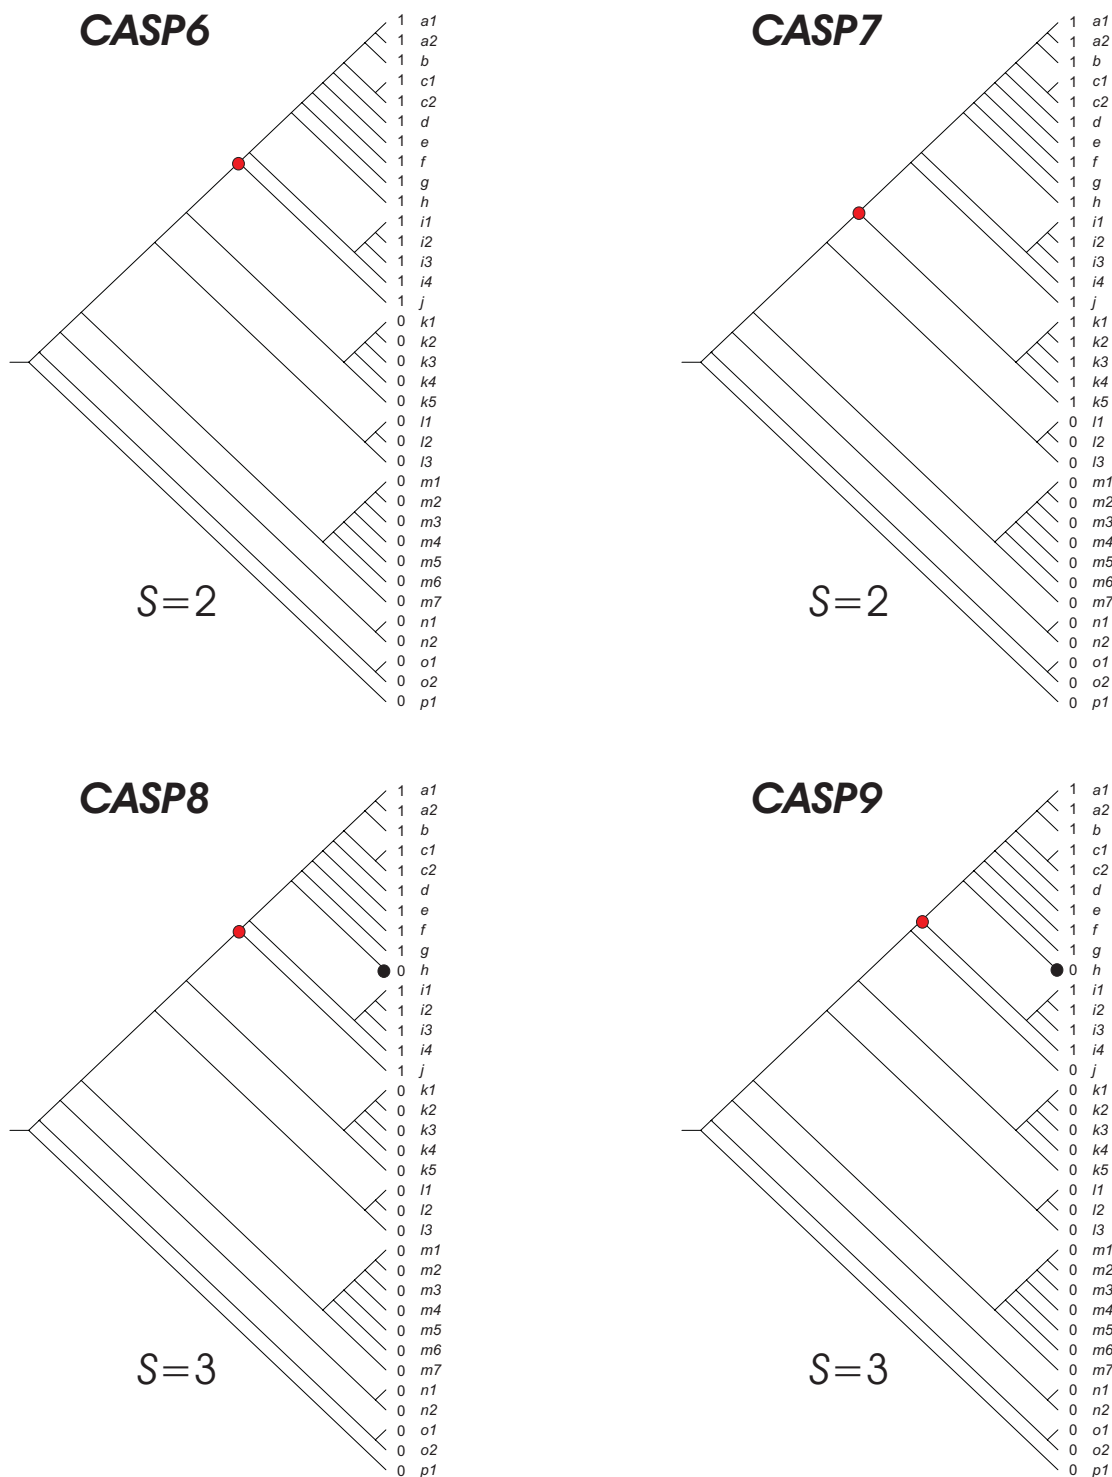 CASP6
1 a1
1 a2
1 b
1 c1
1 c2
1 d
1 e
1 f
1 g
1 h
1 i1
1 i2
1 i3
1 i4
1 j
0 k1
0 k2
0 k3
0 k4
0 k5
0 l1
0 l2
0 l3
0 m1
0 m2
0 m3
0 m4
0 m5
0 m6
0 m7
0 n1
0 n2
0 o1
0 o2
0 p1
S=2
CASP7
1 a1
1 a2
1 b
1 c1
1 c2
1 d
1 e
1 f
1 g
1 h
1 i1
1 i2
1 i3
1 i4
1 j
1 k1
1 k2
1 k3
1 k4
1 k5
0 l1
0 l2
0 l3
0 m1
0 m2
0 m3
0 m4
0 m5
0 m6
0 m7
0 n1
0 n2
0 o1
0 o2
0 p1
S=2
CASP8
1 a1
1 a2
1 b
1 c1
1 c2
1 d
1 e
1 f
1 g
0 h
1 i1
1 i2
1 i3
1 i4
1 j
0 k1
0 k2
0 k3
0 k4
0 k5
0 l1
0 l2
0 l3
0 m1
0 m2
0 m3
0 m4
0 m5
0 m6
0 m7
0 n1
0 n2
0 o1
0 o2
0 p1
S=3
CASP9
1 a1
1 a2
1 b
1 c1
1 c2
1 d
1 e
1 f
1 g
0 h
1 i1
1 i2
1 i3
1 i4
0 j
0 k1
0 k2
0 k3
0 k4
0 k5
0 l1
0 l2
0 l3
0 m1
0 m2
0 m3
0 m4
0 m5
0 m6
0 m7
0 n1
0 n2
0 o1
0 o2
0 p1
S=3